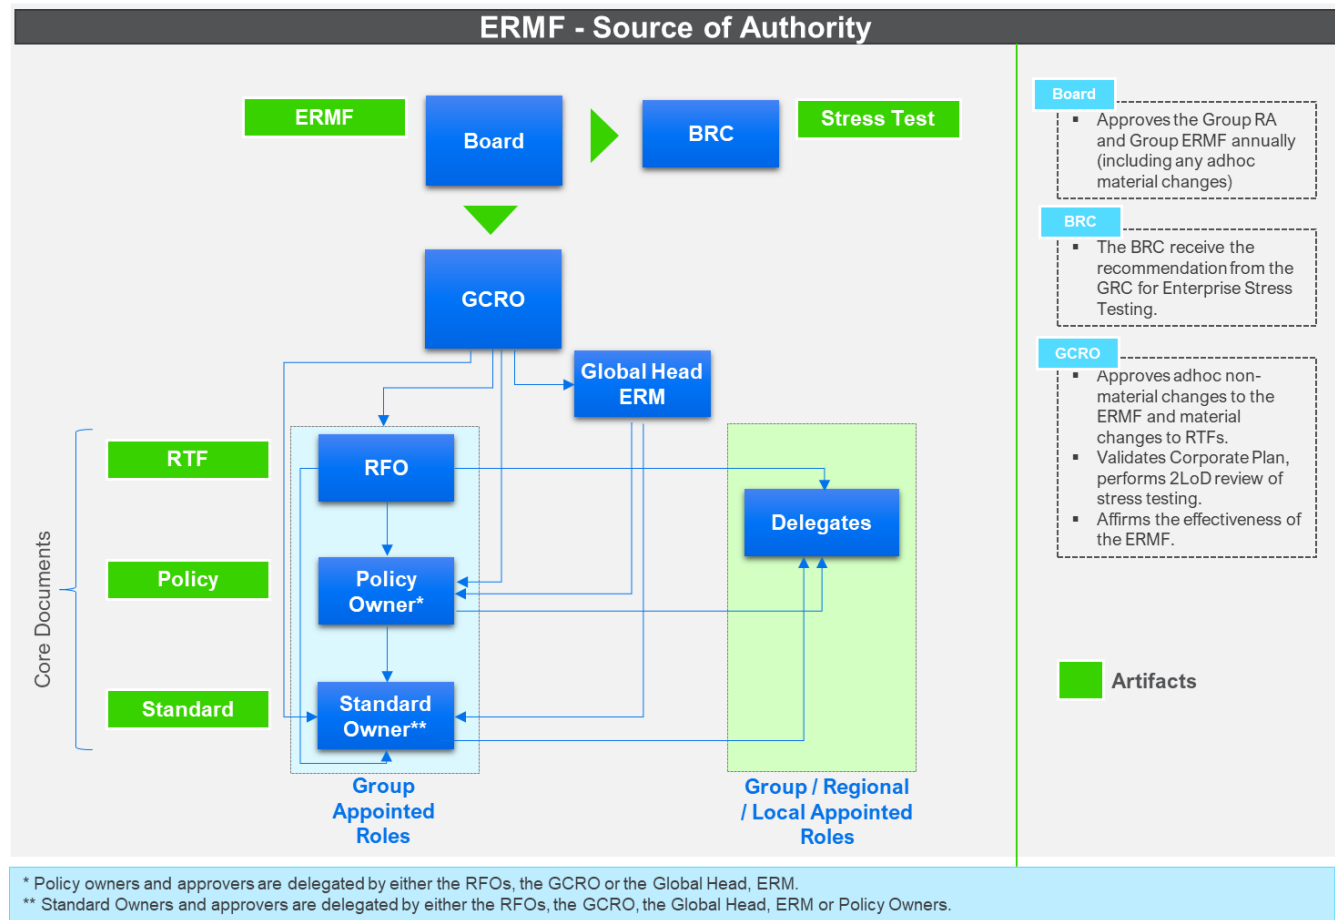 ERMF - Source of Authority
ERMF
Board
BRC
Stress Test
GCRO
Global Head
ERM
Core Documents
RTF
RFO
Policy
Policy
Owner*
Standard
Standard
Owner**
Delegates
Group
Appointed
Roles
Group / Regional
/ Local Appointed
Roles
Board
▪ Approves the Group RA
and Group ERMF annually
(including any adhoc
material changes)
BRC
▪ The BRC receive the
recommendation from the
GRC for Enterprise Stress
Testing.
GCRO
▪ Approves adhoc non-
material changes to the
ERMF and material
changes to RTFs.
▪ Validates Corporate Plan,
performs 2LoD review of
stress testing.
▪ Affirms the effectiveness of
the ERMF.
Artifacts
* Policy owners and approvers are delegated by either the RFOs, the GCRO or the Global Head, ERM.
** Standard Owners and approvers are delegated by either the RFOs, the GCRO, the Global Head, ERM or Policy Owners.